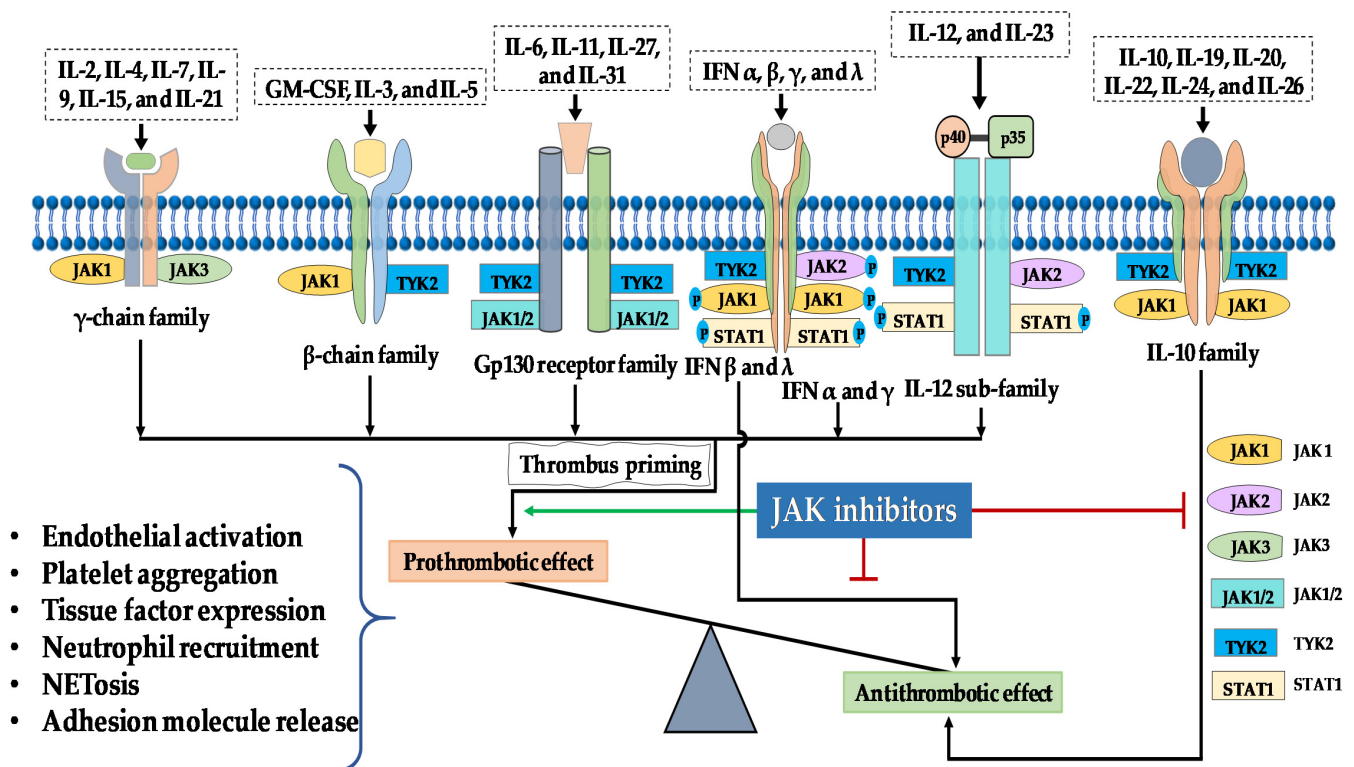 IL-2, IL-4, IL-7, IL-
9, IL-15, and IL-21
GM-CSF, IL-3, and IL-5
IL-6, IL-11, IL-27,
and IL-31
IFN α, β, γ, and λ
IL-12, and IL-23
IL-10, IL-19, IL-20,
IL-22, IL-24, and IL-26
p40
p35
JAK1
JAK3
JAK1
TYK2
TYK2
TYK2
JAK1/2
JAK1/2
TYK2
JAK2
P
P
JAK1
JAK1
P
P
STAT1
STAT1
P
TYK2
JAK2
P
STAT1
STAT1
P
TYK2
TYK2
JAK1
JAK1
γ-chain family
β-chain family
Gp130 receptor family
IFN β and λ
IFN α and γ
IL-12 sub-family
IL-10 family
Thrombus priming
JAK inhibitors
Prothrombotic effect
Antithrombotic effect
• Endothelial activation
• Platelet aggregation
• Tissue factor expression
• Neutrophil recruitment
• NETosis
• Adhesion molecule release
JAK1 JAK1
JAK2 JAK2
JAK3 JAK3
JAK1/2 JAK1/2
TYK2 TYK2
STAT1 STAT1